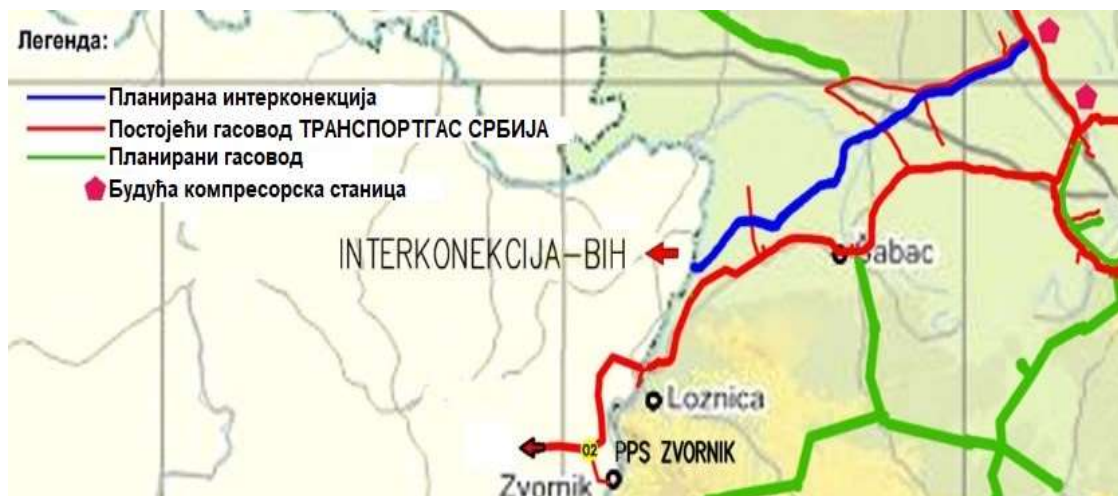 Легенда:
Планирана интерконекција
Постојећи гасовод ТРАНСПОРТГАС СРБИЈА
Планирани гасовод
Будућа компресорска станица
INTERKONEKCIJA-BIH
Šabac
Loznica
02 PPS ZVORNIK
Zvornik